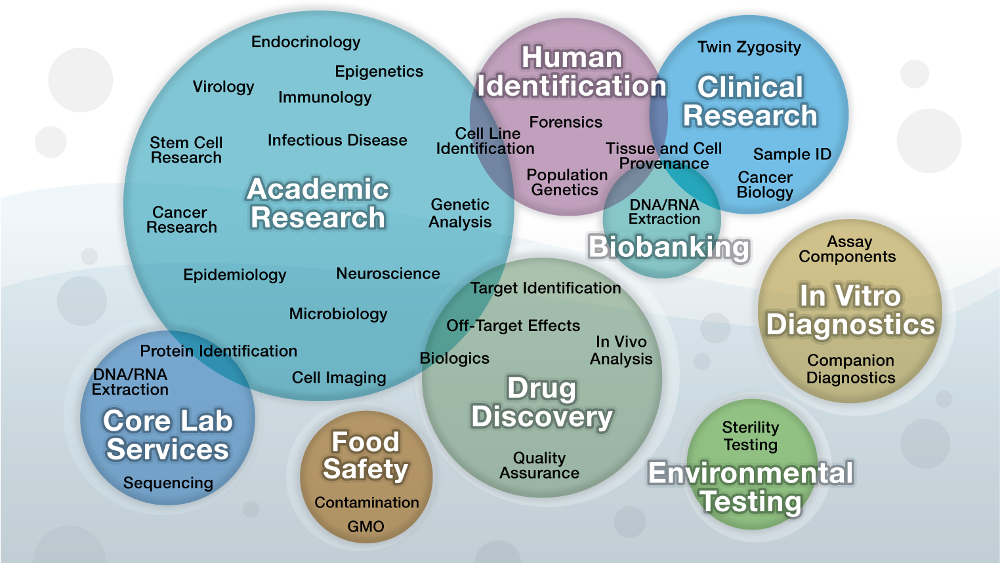 Endocrinology
Epigenetics
Virology
Immunology
Stem Cell
Research
Infectious Disease
Cell Line
Identification
Academic
Research
Genetic
Analysis
Cancer
Research
Epidemiology
Neuroscience
Microbiology
Protein Identification
Cell Imaging
Human
Identification
Forensics
Population
Genetics
Tissue and Cell
Provenance
Twin Zygosity
Clinical
Research
Sample ID
Cancer
Biology
DNA/RNA
Extraction
Biobanking
Assay
Components
In Vitro
Diagnostics
Companion
Diagnostics
Target Identification
Off-Target Effects
In Vivo
Analysis
Biologics
Drug
Discovery
Quality
Assurance
DNA/RNA
Extraction
Core Lab
Services
Sequencing
Food
Safety
Contamination
GMO
Sterility
Testing
Environmental
Testing